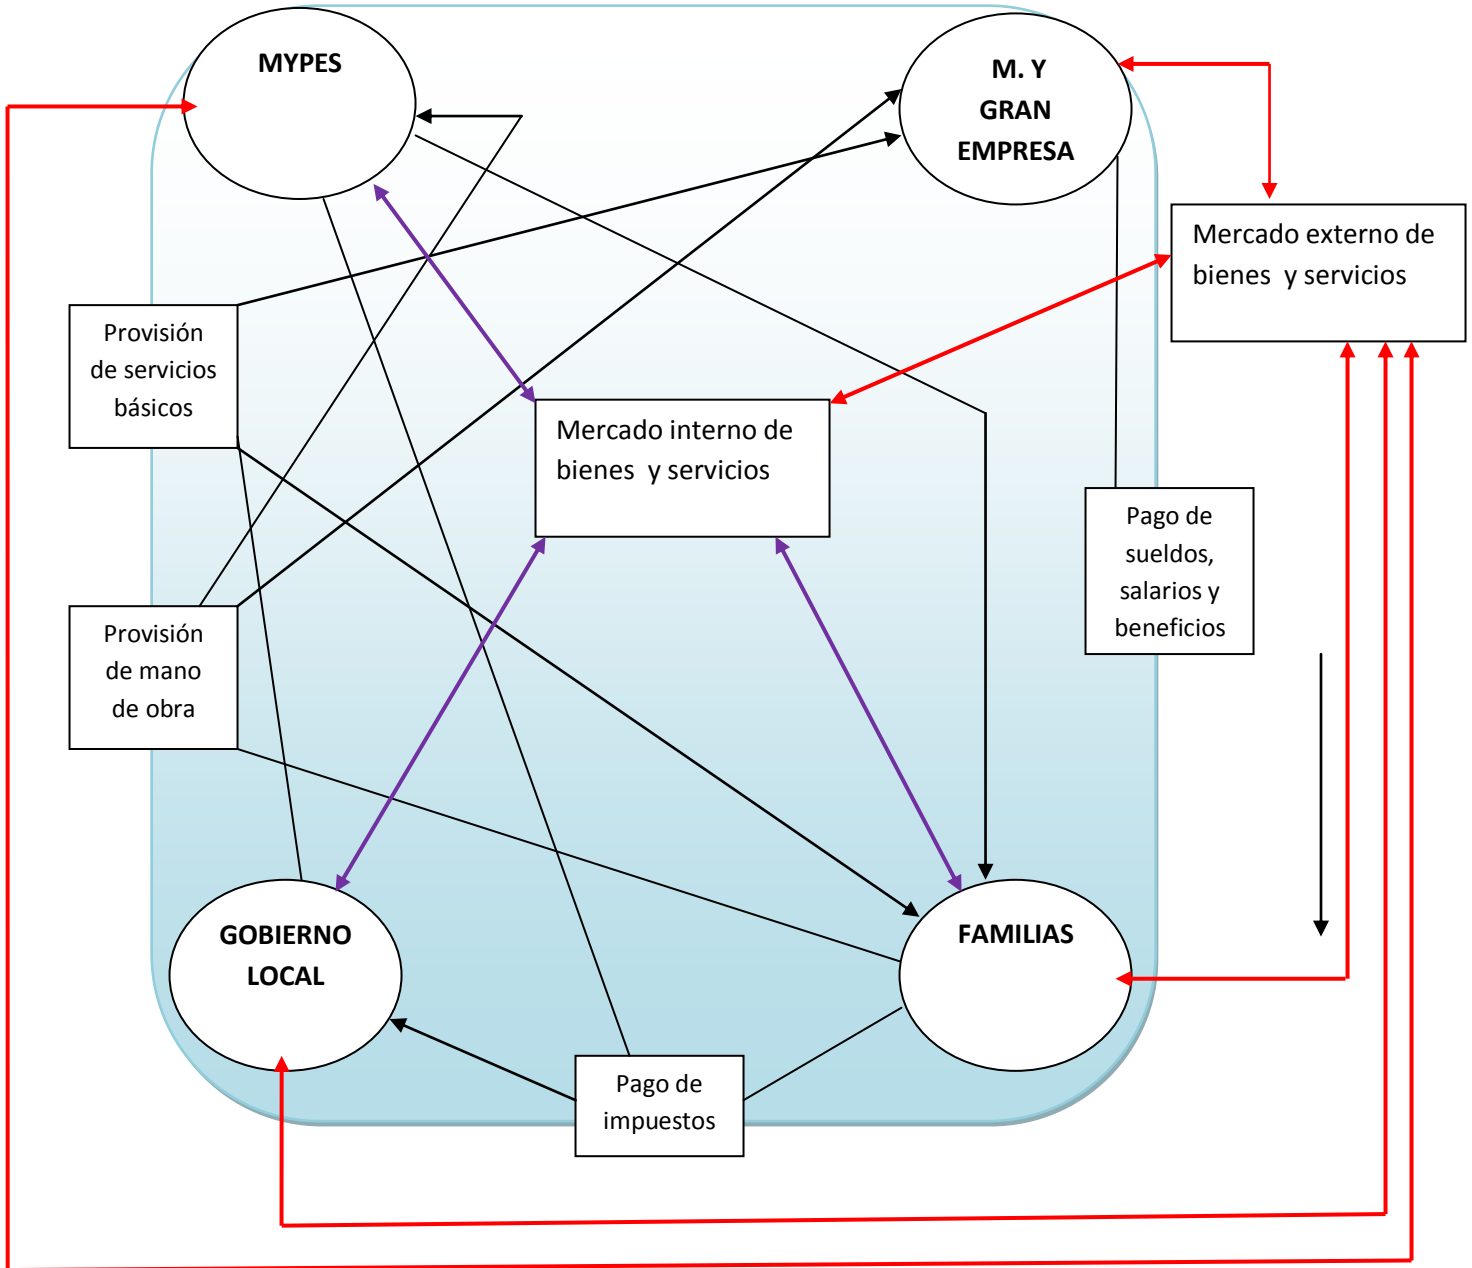 MYPES
M. Y
GRAN
EMPRESA
Mercado externo de
bienes y servicios
Provisión
de servicios
básicos
Mercado interno de
bienes y servicios
Pago de
sueldos,
salarios y
beneficios
Provisión
de mano
de obra
GOBIERNO
LOCAL
FAMILIAS
Pago de
impuestos